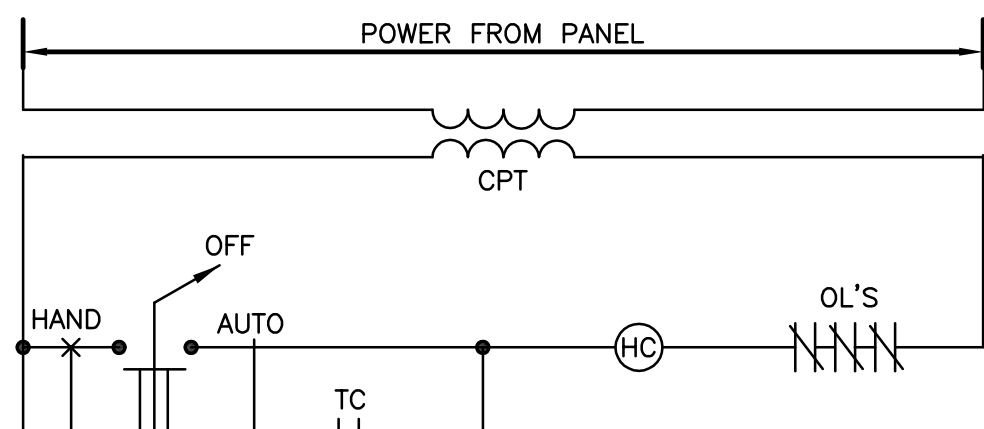 POWER FROM PANEL
CPT
OFF
OL'S
HAND
AUTO
HC
TC